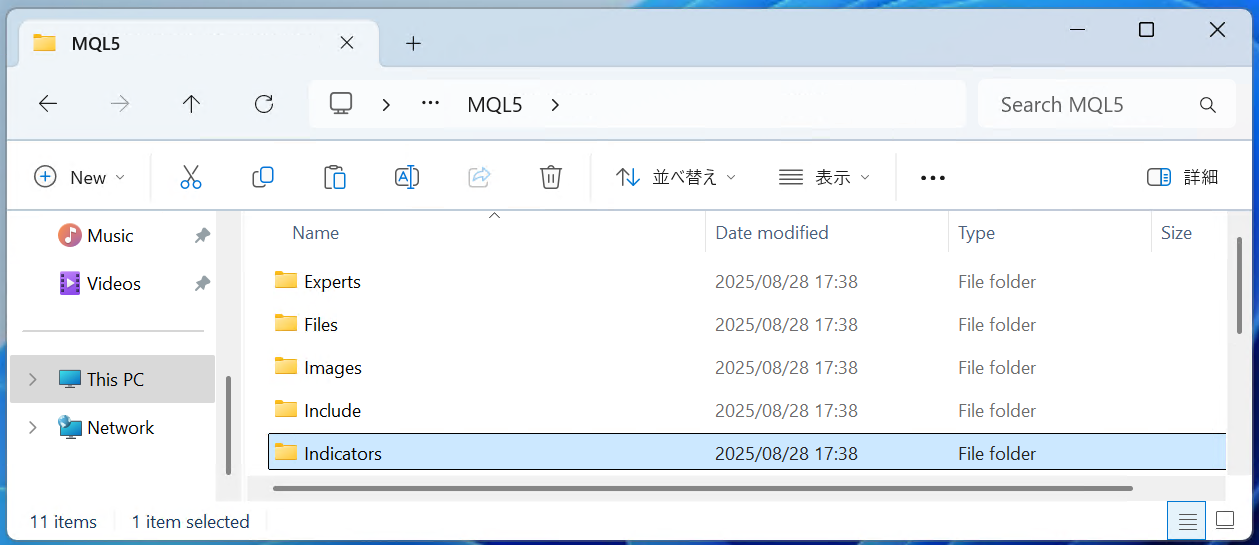 MQL5
MQL5
Search MQL5
New 並べ替え 表示 詳細
Music
Videos
This PC
Network
Name Date modified Type Size
Experts 2025/08/28 17:38 File folder
Files 2025/08/28 17:38 File folder
Images 2025/08/28 17:38 File folder
Include 2025/08/28 17:38 File folder
Indicators 2025/08/28 17:38 File folder
11 items 1 item selected